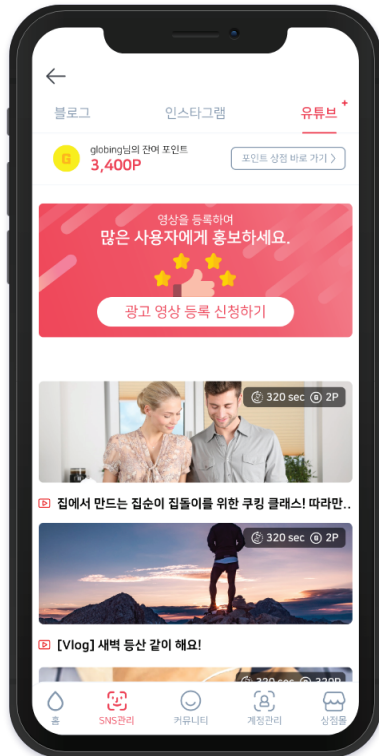 블로그
인스타그램
유튜브
globing님의 잔여 포인트
3,400P
포인트 상점 바로 가기 〉
영상을 등록하여
많은 사용자에게 홍보하세요.
광고 영상 등록 신청하기
320 sec 2P
집에서 만드는 집순이 집돌이를 위한 쿠킹 클래스! 따라만..
320 sec 2P
[Vlog] 새벽 등산 같이 해요!
320 sec 320P
홈
SNS관리
커뮤니티
계정관리
상점몰